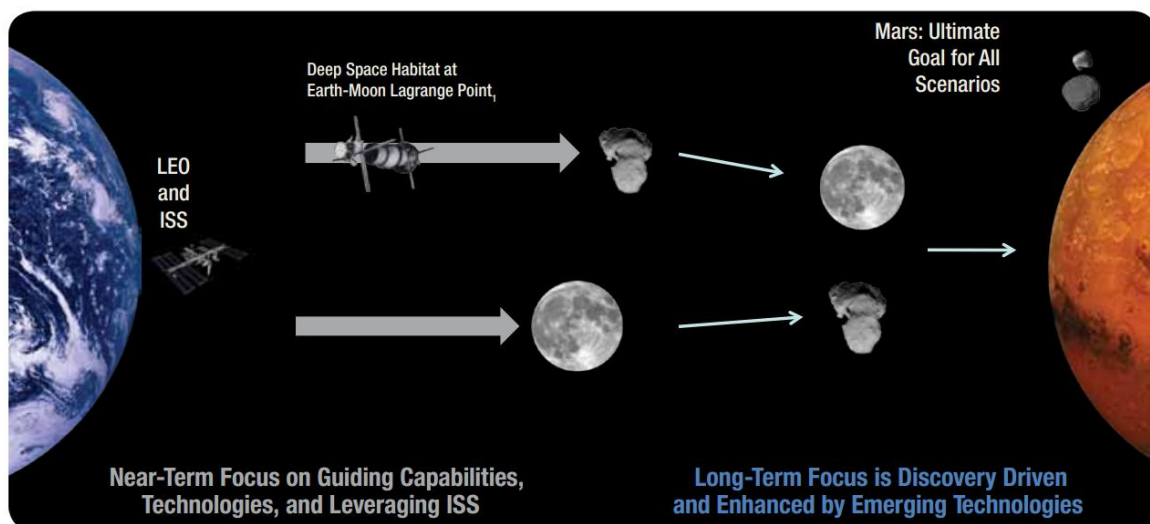 Mars: Ultimate
Goal for All
Scenarios
Deep Space Habitat at
Earth-Moon Lagrange Point₁
LEO
and
ISS
Near-Term Focus on Guiding Capabilities,
Technologies, and Leveraging ISS
Long-Term Focus is Discovery Driven
and Enhanced by Emerging Technologies